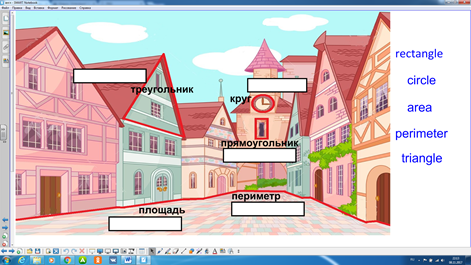 треугольник
круг
прямоугольник
периметр
площадь
rectangle
circle
area
perimeter
triangle